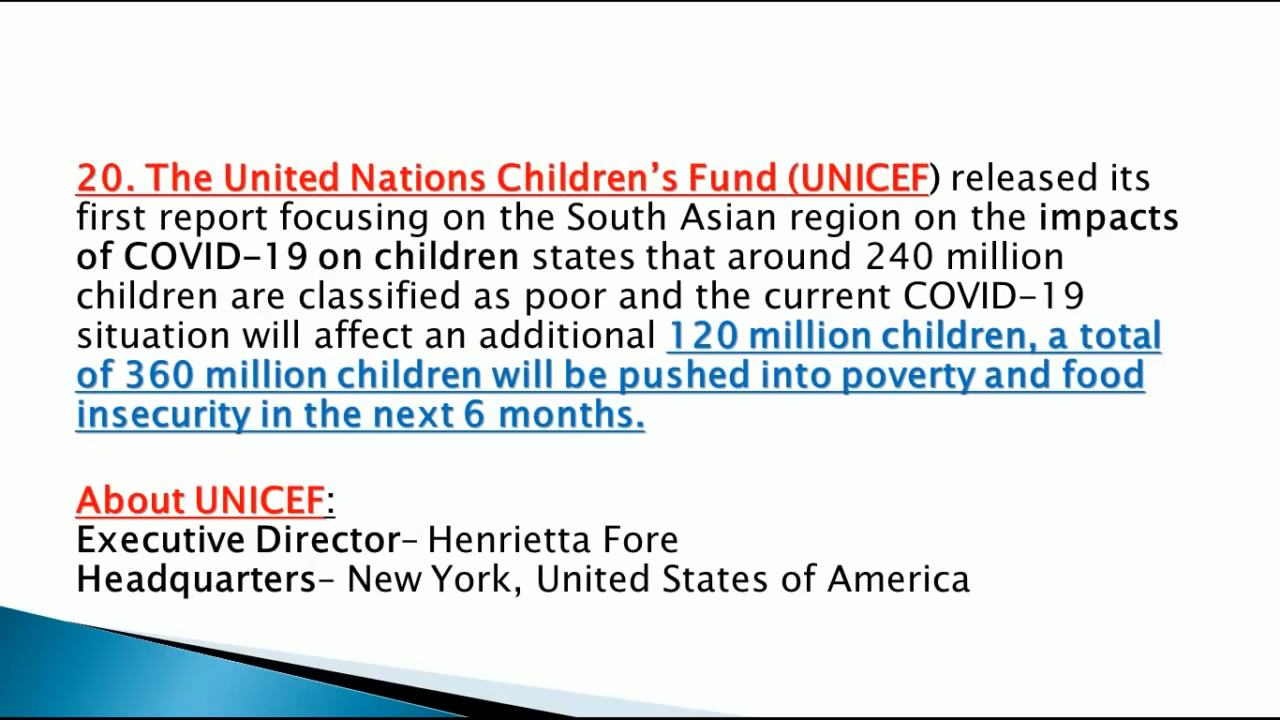 20. The United Nations Children’s Fund (UNICEF) released its
first report focusing on the South Asian region on the impacts
of COVID-19 on children states that around 240 million
children are classified as poor and the current COVID-19
situation will affect an additional 120 million children, a total
of 360 million children will be pushed into poverty and food
insecurity in the next 6 months.
About UNICEF:
Executive Director– Henrietta Fore
Headquarters– New York, United States of America